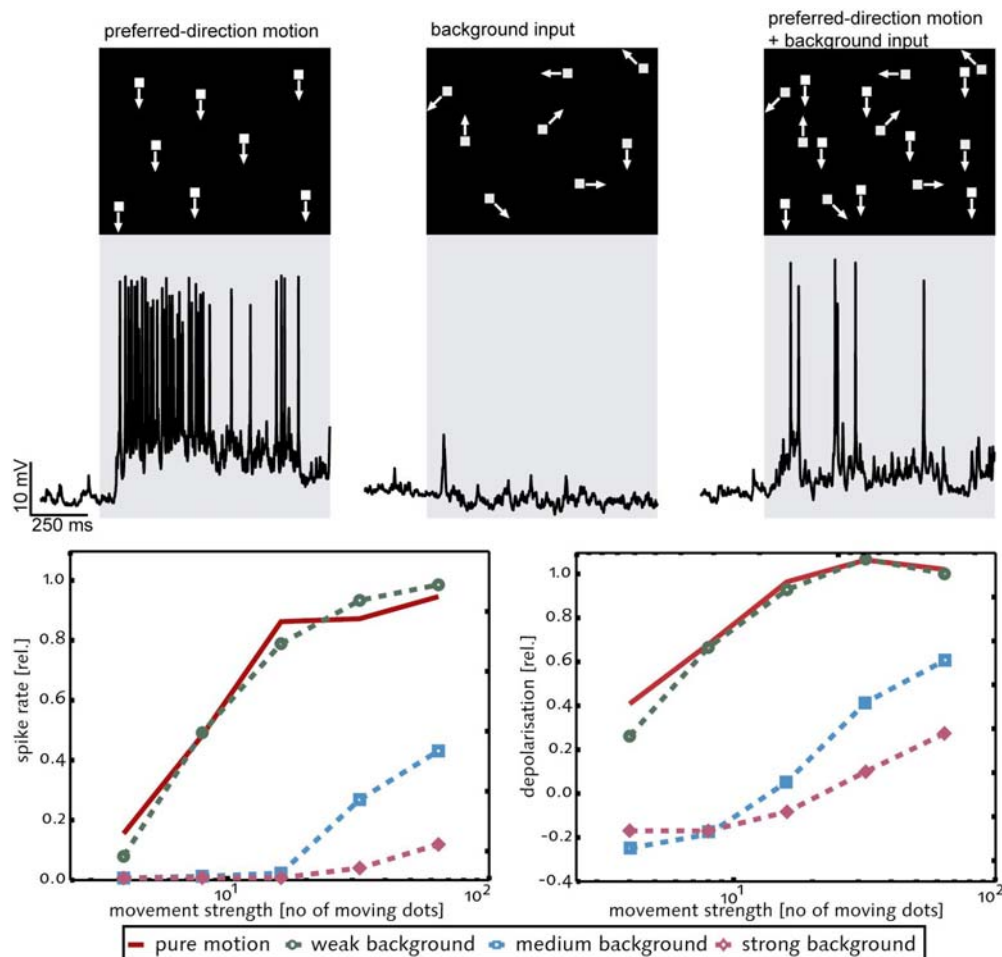 preferred-direction motion
background input
preferred-direction motion
+ background input
10 mV
250 ms
spike rate [rel.]
1.0
0.8
0.6
0.4
0.2
0.0
10¹
10²
movement strength [no of moving dots]
depolarisation [rel.]
1.0
0.8
0.6
0.4
0.2
0.0
-0.2
-0.4
10¹
10²
movement strength [no of moving dots]
pure motion
weak background
medium background
strong background